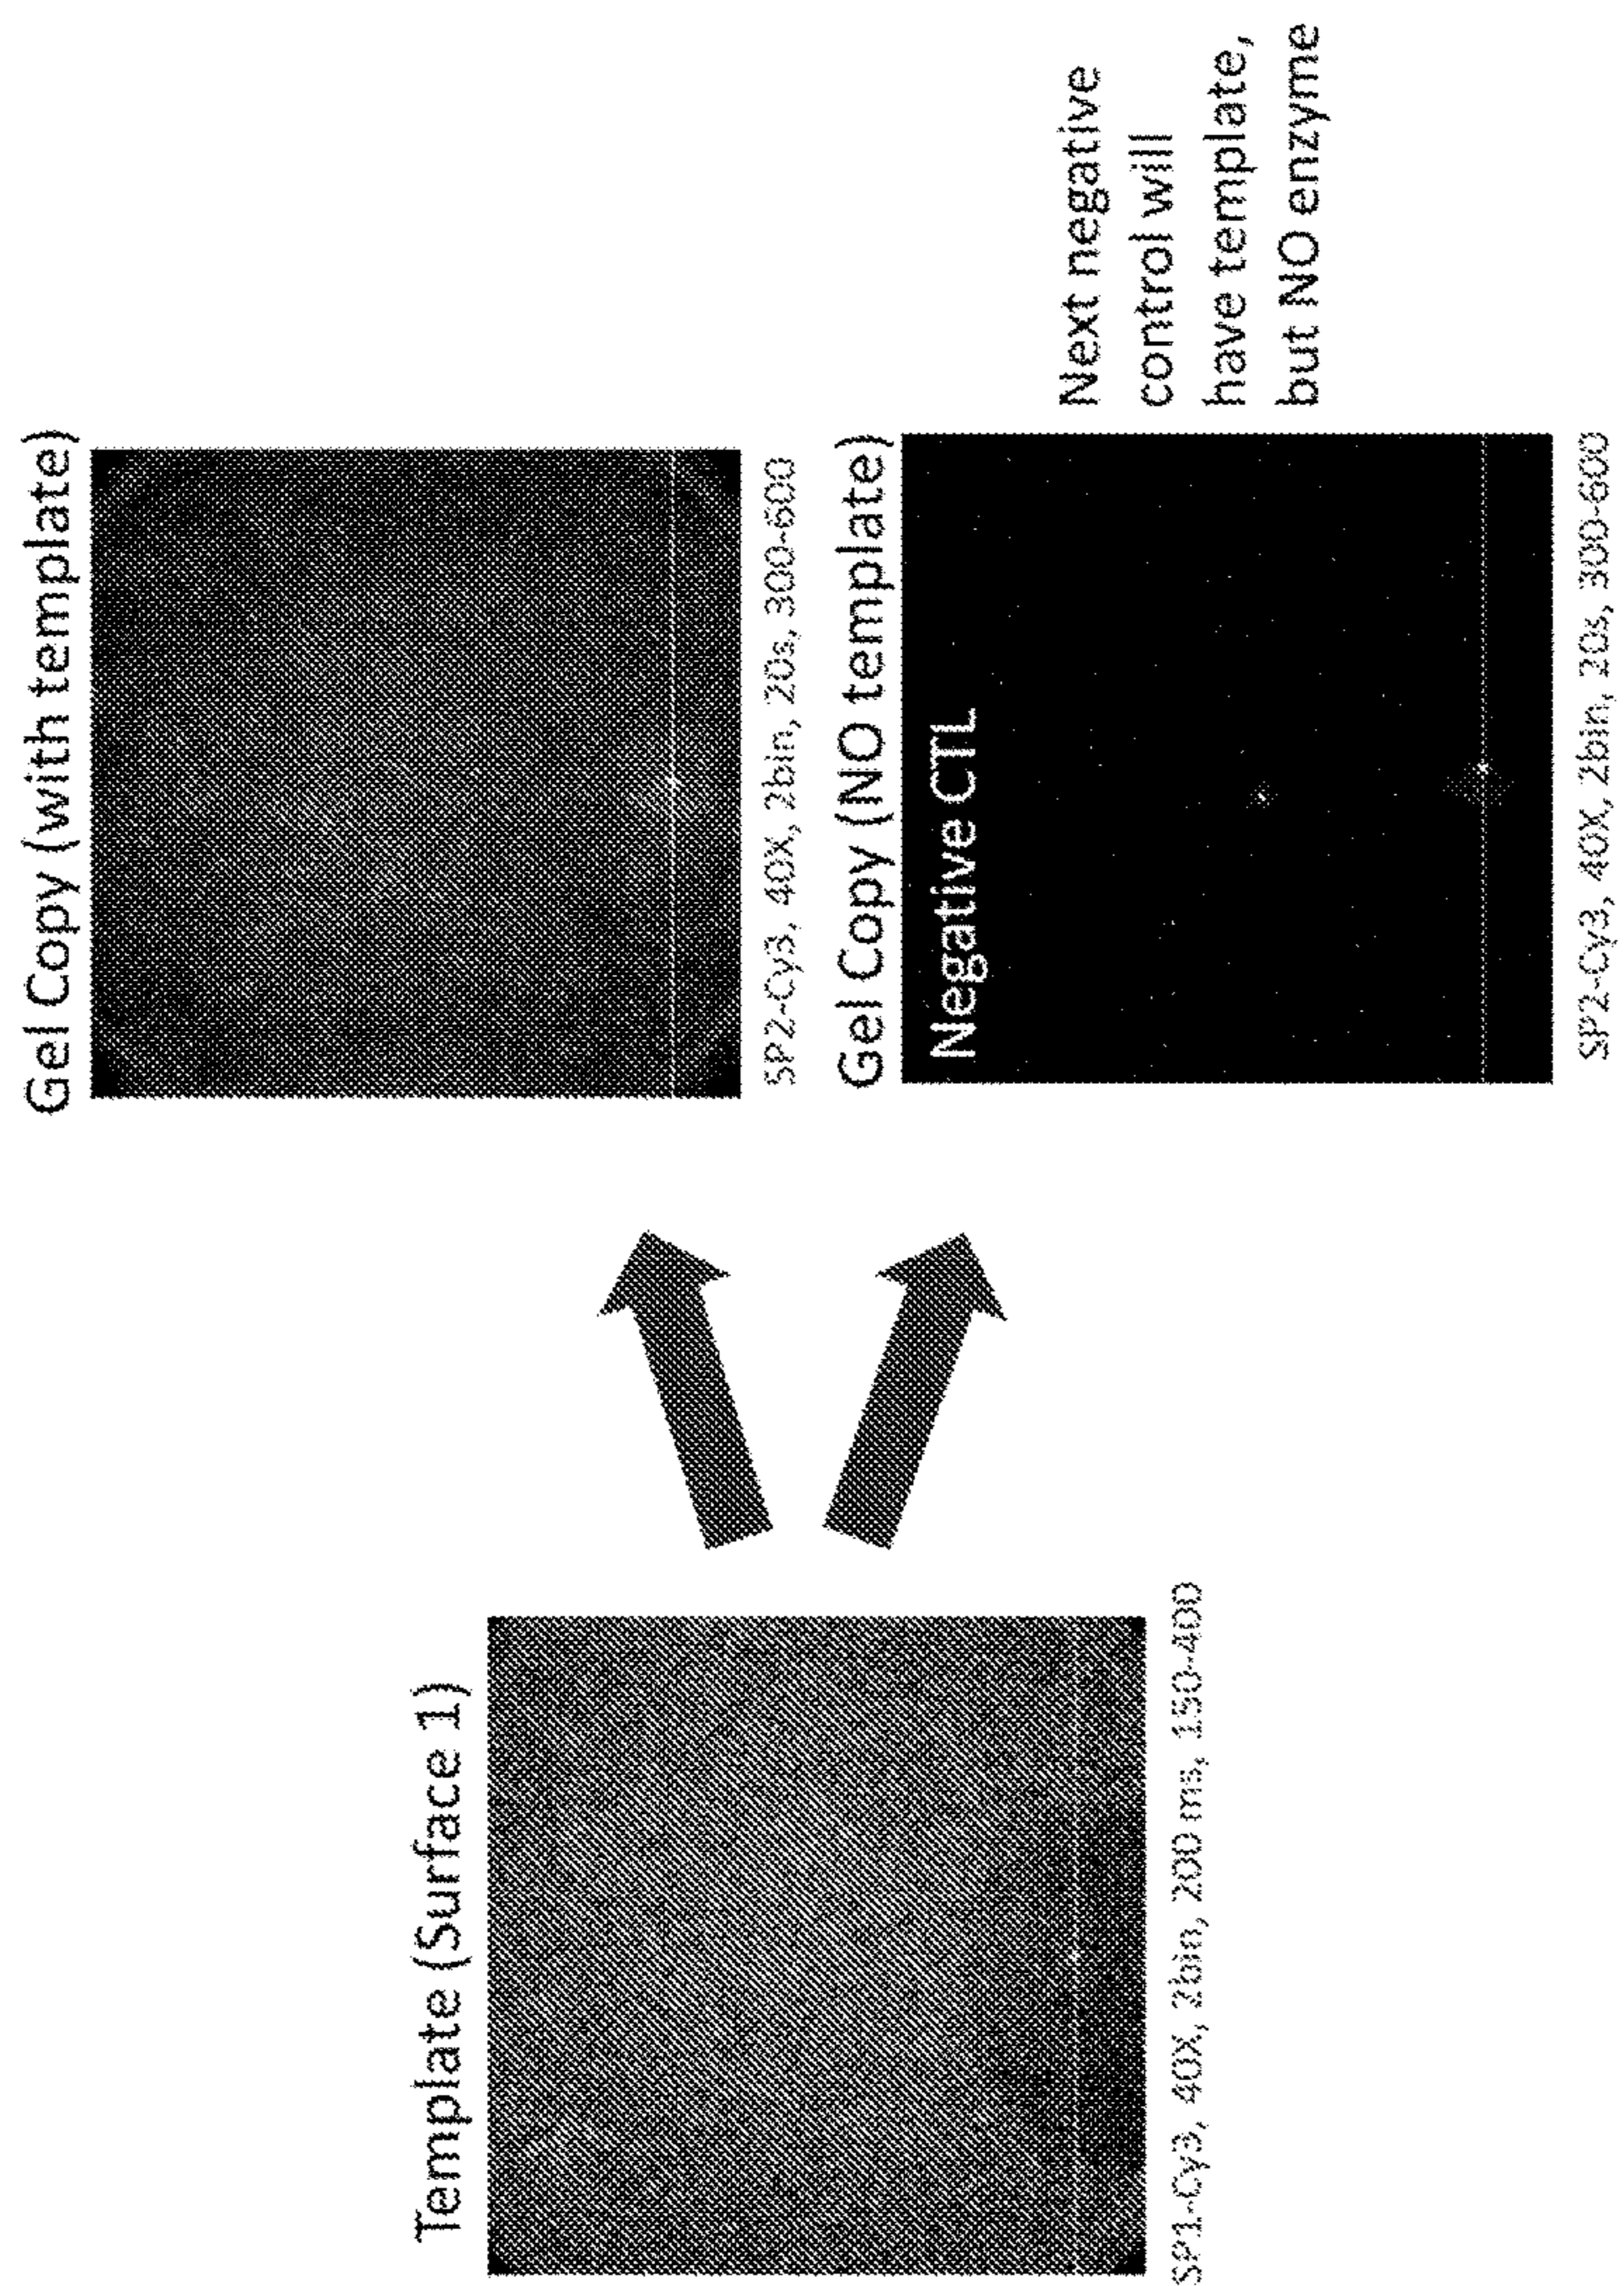 Template (Surface 1)
SP1-Cy3, 40X, 2bin, 200 ms, 150-400
Gel Copy (with template)
SP2-Cy3, 40X, 2bin, 20s, 300-600
Gel Copy (NO template)
Negative CTL
SP2-Cy3, 40X, 2bin, 20s, 300-600
Next negative
control will
have template,
but NO enzyme